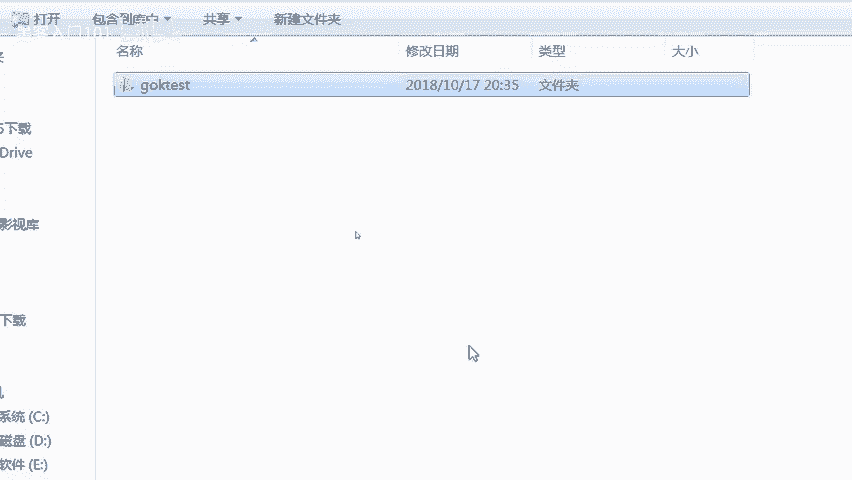 打开 包含到库中 共享 新建文件夹
名称 修改日期 类型 大小
goktest 2018/10/17 20:35 文件夹
下载
Drive
影视库
下载
系统 (C:)
磁盘 (D:)
软件 (E:)